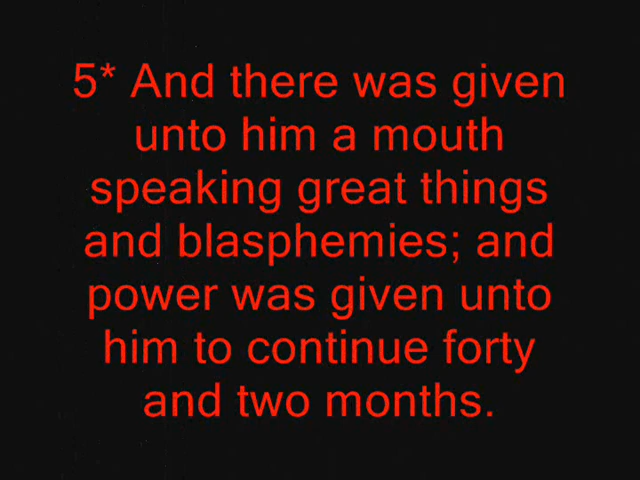 5* And there was given
unto him a mouth
speaking great things
and blasphemies; and
power was given unto
him to continue forty
and two months.